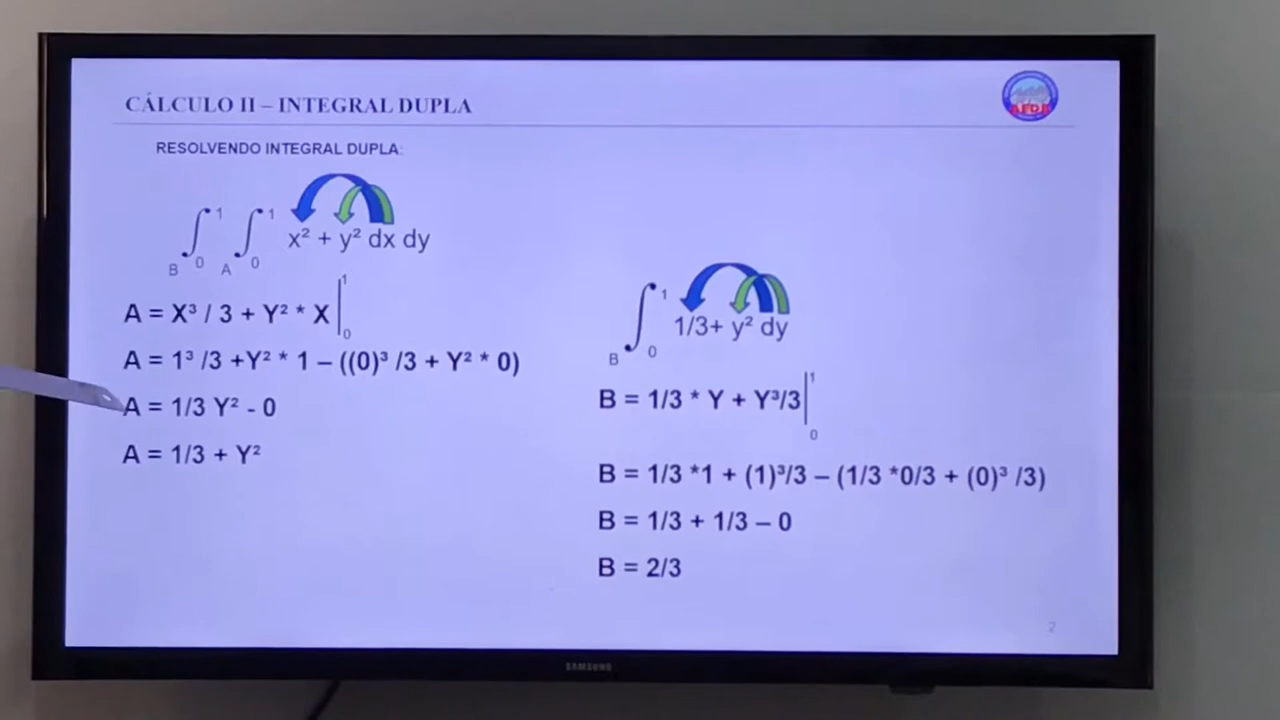 CÁLCULO II – INTEGRAL DUPLA
AFOR
RESOLVENDO INTEGRAL DUPLA:
B ∫₀¹ A ∫₀¹ x² + y² dx dy
A = X³ / 3 + Y² * X |₀¹
A = 1³ /3 +Y² * 1 – ((0)³ /3 + Y² * 0)
A = 1/3 Y² - 0
A = 1/3 + Y²
B ∫₀¹ 1/3+ y² dy
B = 1/3 * Y + Y³/3 |₀¹
B = 1/3 *1 + (1)³/3 – (1/3 *0/3 + (0)³ /3)
B = 1/3 + 1/3 – 0
B = 2/3
2
SAMSUNG